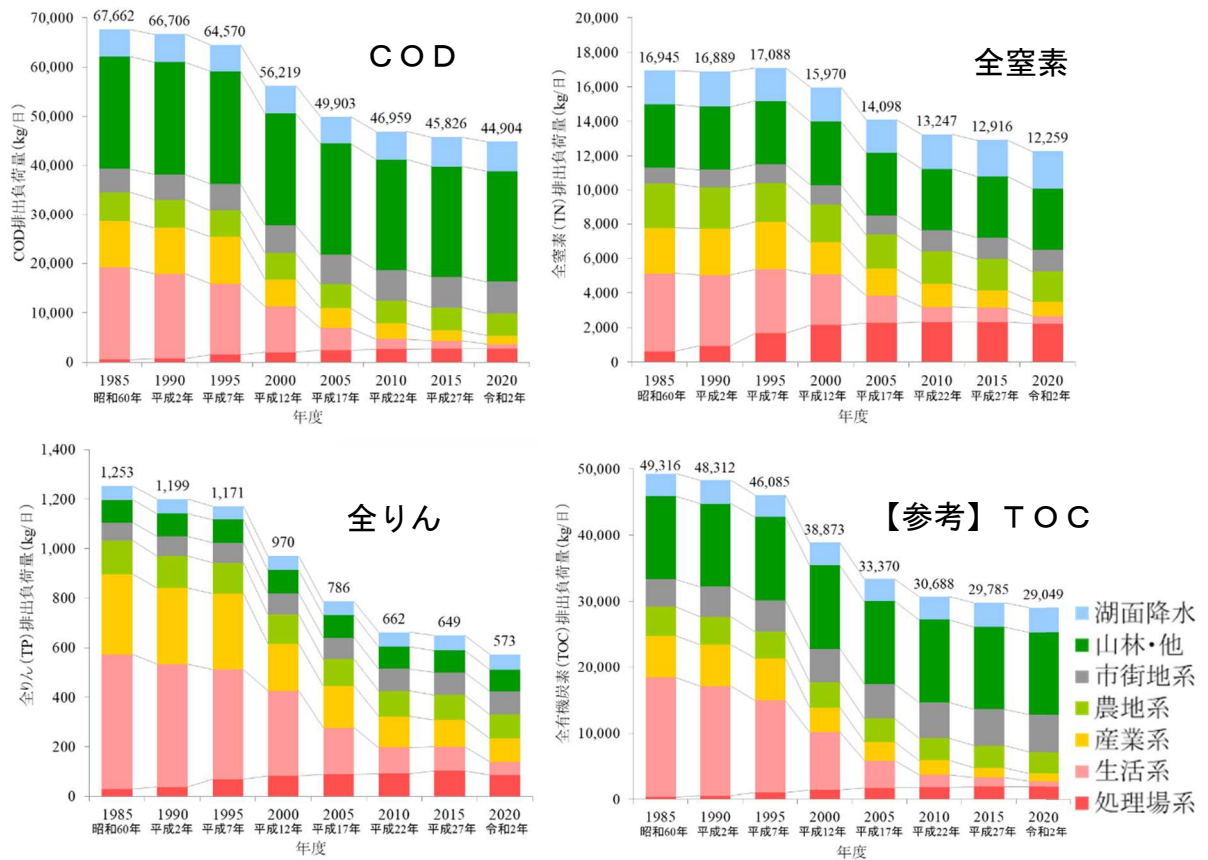 COD
COD排出負荷量(kg/日)
70,000
60,000
50,000
40,000
30,000
20,000
10,000
0
67,662
66,706
64,570
56,219
49,903
46,959
45,826
44,904
1985 1990 1995 2000 2005 2010 2015 2020
昭和60年 平成2年 平成7年 平成12年 平成17年 平成22年 平成27年 令和2年
年度
全窒素
全窒素(TN)排出負荷量(kg/日)
20,000
18,000
16,000
14,000
12,000
10,000
8,000
6,000
4,000
2,000
0
16,945
16,889
17,088
15,970
14,098
13,247
12,916
12,259
1985 1990 1995 2000 2005 2010 2015 2020
昭和60年 平成2年 平成7年 平成12年 平成17年 平成22年 平成27年 令和2年
年度
全りん
全りん(TP)排出負荷量(kg/日)
1,400
1,200
1,000
800
600
400
200
0
1,253
1,199
1,171
970
786
662
649
573
1985 1990 1995 2000 2005 2010 2015 2020
昭和60年 平成2年 平成7年 平成12年 平成17年 平成22年 平成27年 令和2年
年度
【参考】TOC
全有機炭素(TOC)排出負荷量(kg/日)
50,000
40,000
30,000
20,000
10,000
0
49,316
48,312
46,085
38,873
33,370
30,688
29,785
29,049
1985 1990 1995 2000 2005 2010 2015 2020
昭和60年 平成2年 平成7年 平成12年 平成17年 平成22年 平成27年 令和2年
年度
湖面降水
山林・他
市街地系
農地系
産業系
生活系
処理場系